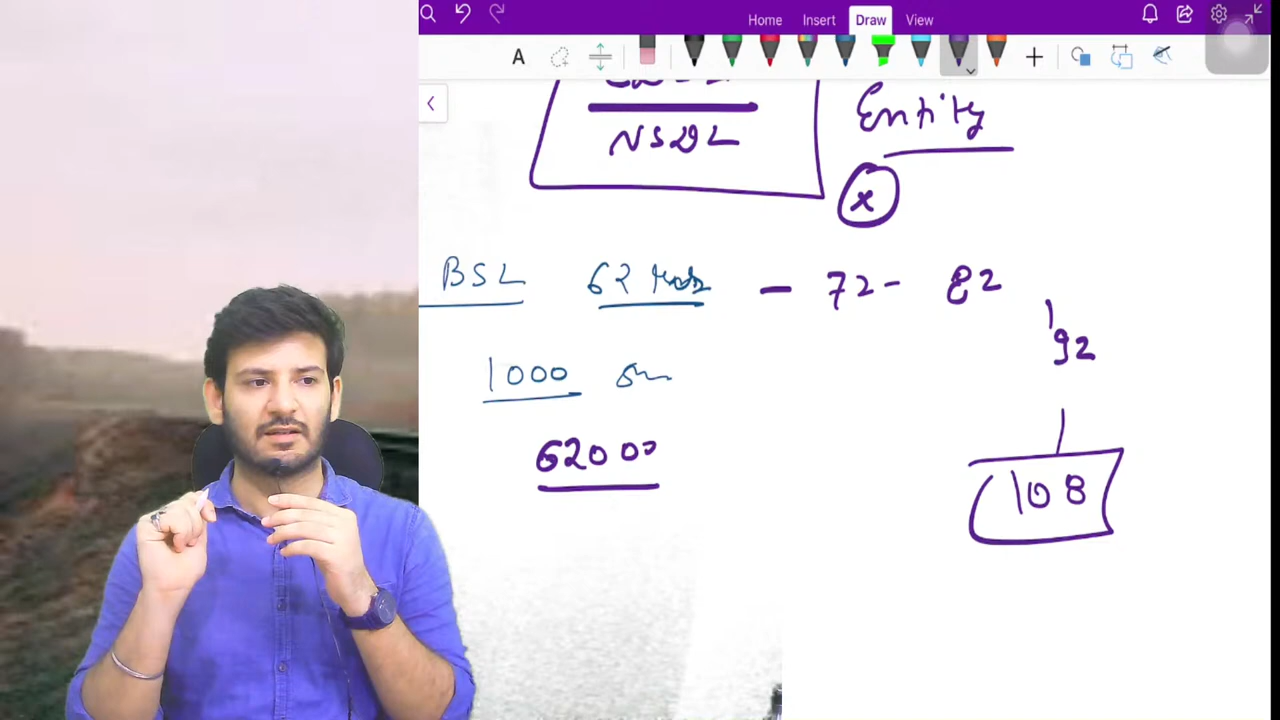 Home Insert Draw View
A
NSDL
Entity
x
BSL 62 - 72 - 82
92
1000
62000
108